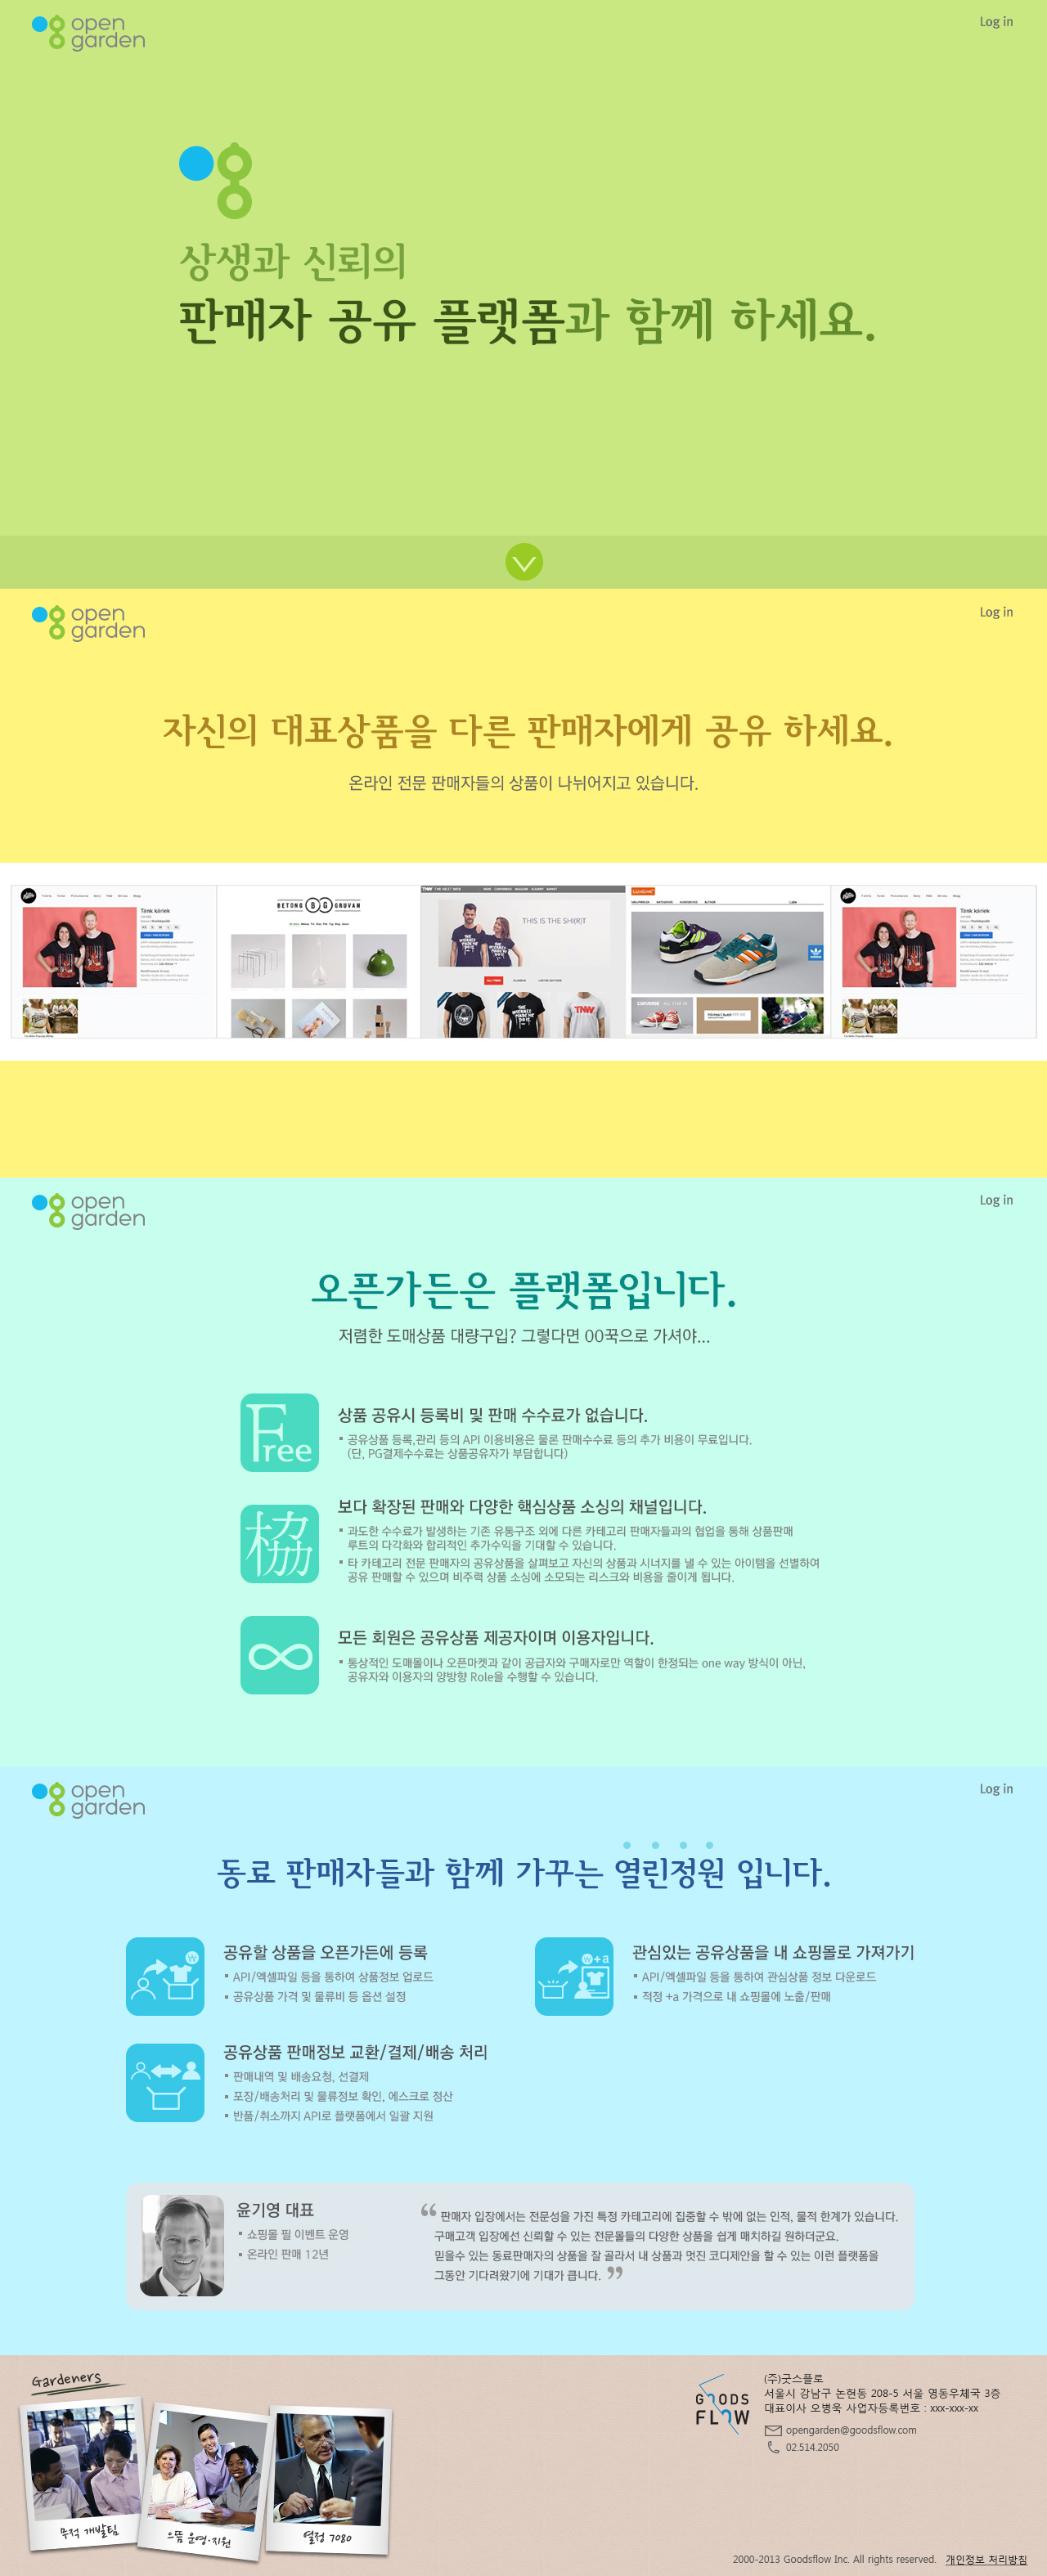 open
garden
Log in
상생과 신뢰의
판매자 공유 플랫폼과 함께 하세요.
open
garden
Log in
자신의 대표상품을 다른 판매자에게 공유 하세요.
온라인 전문 판매자들의 상품이 나뉘어지고 있습니다.
Tänk kärlek
BETONG GRUVAN
TNW
THIS IS THE SHIRIT
TNW
CONVERSE
Tänk kärlek
open
garden
Log in
오픈가든은 플랫폼입니다.
저렴한 도매상품 대량구입? 그렇다면 00꾹으로 가셔야...
Free
상품 공유시 등록비 및 판매 수수료가 없습니다.
공유상품 등록,관리 등의 API 이용비용은 물론 판매수수료 등의 추가 비용이 무료입니다.
(단, PG결제수수료는 상품공유자가 부담합니다)
協
보다 확장된 판매와 다양한 핵심상품 소싱의 채널입니다.
과도한 수수료가 발생하는 기존 유통구조 외에 다른 카테고리 판매자들과의 협업을 통해 상품판매
루트의 다각화와 합리적인 추가수익을 기대할 수 있습니다.
타 카테고리 전문 판매자의 공유상품을 살펴보고 자신의 상품과 시너지를 낼 수 있는 아이템을 선별하여
공유 판매할 수 있으며 비주력 상품 소싱에 소모되는 리스크와 비용을 줄이게 됩니다.
모든 회원은 공유상품 제공자이며 이용자입니다.
통상적인 도매몰이나 오픈마켓과 같이 공급자와 구매자로만 역할이 한정되는 one way 방식이 아닌,
공유자와 이용자의 양방향 Role을 수행할 수 있습니다.
open
garden
Log in
동료 판매자들과 함께 가꾸는 열린정원 입니다.
W
공유할 상품을 오픈가든에 등록
API/엑셀파일 등을 통하여 상품정보 업로드
공유상품 가격 및 물류비 등 옵션 설정
W+a
관심있는 공유상품을 내 쇼핑몰로 가져가기
API/엑셀파일 등을 통하여 관심상품 정보 다운로드
적정 +a 가격으로 내 쇼핑몰에 노출/판매
공유상품 판매정보 교환/결제/배송 처리
판매내역 및 배송요청, 선결제
포장/배송처리 및 물류정보 확인, 에스크로 정산
반품/취소까지 API로 플랫폼에서 일괄 지원
윤기영 대표
쇼핑몰 필 이벤트 운영
온라인 판매 12년
“ 판매자 입장에서는 전문성을 가진 특정 카테고리에 집중할 수 밖에 없는 인적, 물적 한계가 있습니다.
구매고객 입장에선 신뢰할 수 있는 전문몰들의 다양한 상품을 쉽게 매치하길 원하더군요.
믿을수 있는 동료판매자의 상품을 잘 골라서 내 상품과 멋진 코디제안을 할 수 있는 이런 플랫폼을
그동안 기다려왔기에 기대가 큽니다. ”
Gardeners
무적 개발팀
으뜸 운영·지원
열정 7080
GOODS
FLOW
(주)굿스플로
서울시 강남구 논현동 208-5 서울 영동우체국 3층
대표이사 오병욱 사업자등록번호 : xxx-xxx-xx
opengarden@goodsflow.com
02.514.2050
2000-2013 Goodsflow Inc. All rights reserved. 개인정보 처리방침